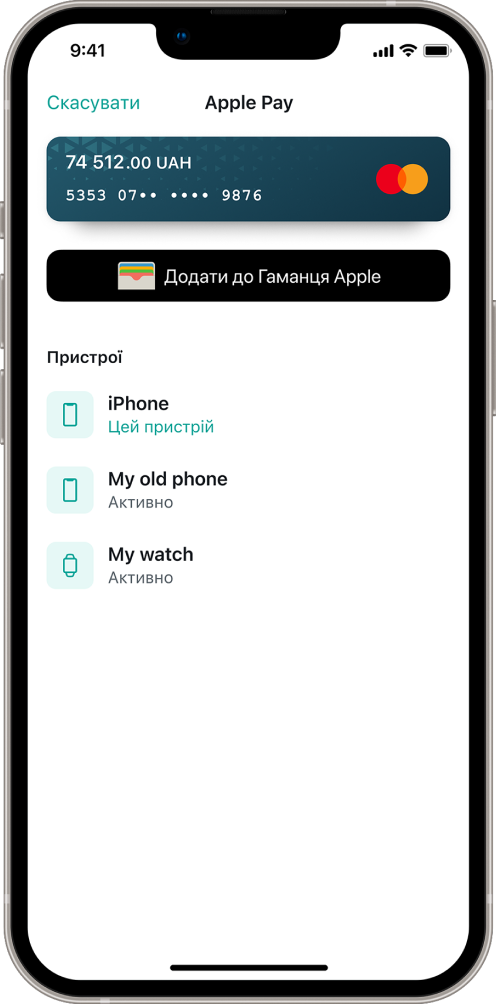 9:41
Скасувати Apple Pay
74 512.00 UAH
5353 07•• •••• 9876
Додати до Гаманця Apple
Пристрої
iPhone
Цей пристрій
My old phone
Активно
My watch
Активно